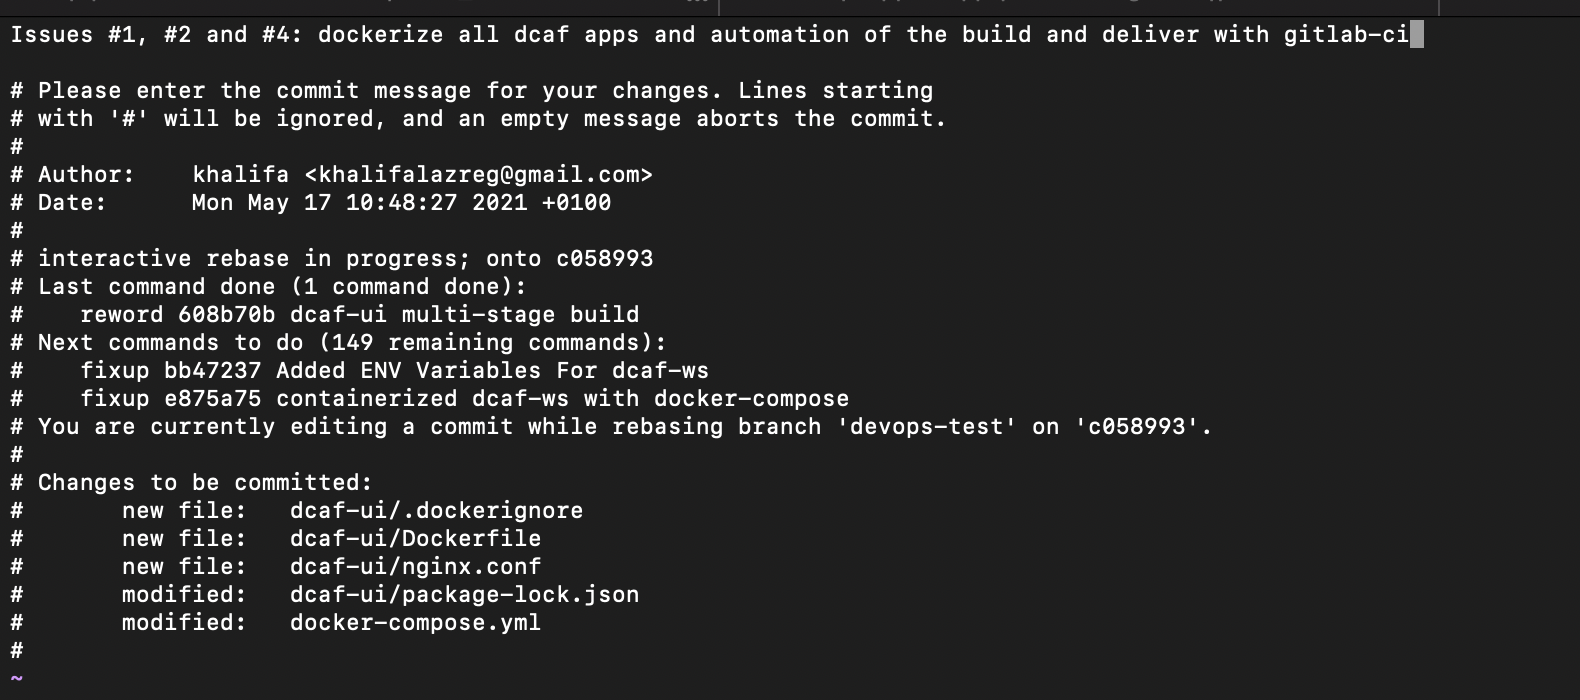 Issues #1, #2 and #4: dockerize all dcaf apps and automation of the build and deliver with gitlab-ci
# Please enter the commit message for your changes. Lines starting
# with '#' will be ignored, and an empty message aborts the commit.
#
# Author:    khalifa <khalifalazreg@gmail.com>
# Date:      Mon May 17 10:48:27 2021 +0100
#
# interactive rebase in progress; onto c058993
# Last command done (1 command done):
#    reword 608b70b dcaf-ui multi-stage build
# Next commands to do (149 remaining commands):
#    fixup bb47237 Added ENV Variables For dcaf-ws
#    fixup e875a75 containerized dcaf-ws with docker-compose
# You are currently editing a commit while rebasing branch 'devops-test' on 'c058993'.
#
# Changes to be committed:
#       new file:   dcaf-ui/.dockerignore
#       new file:   dcaf-ui/Dockerfile
#       new file:   dcaf-ui/nginx.conf
#       modified:   dcaf-ui/package-lock.json
#       modified:   docker-compose.yml
#
~